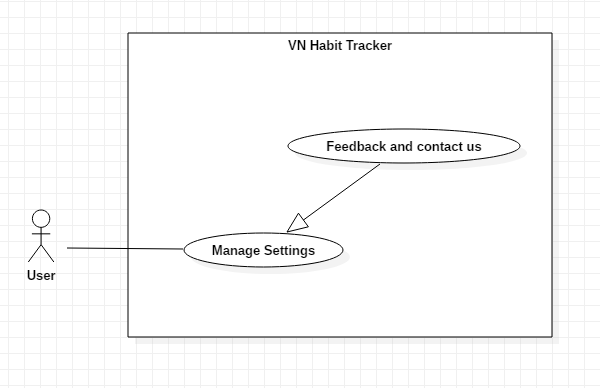 VN Habit Tracker
Feedback and contact us
Manage Settings
User